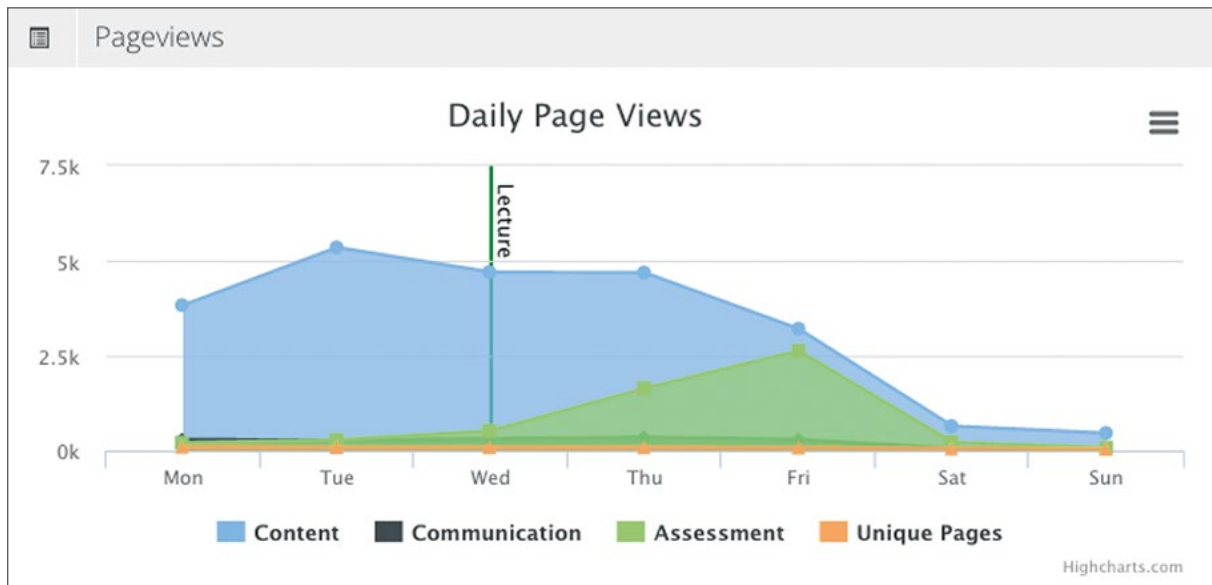 Pageviews
Daily Page Views
7.5k
Lecture
5k
2.5k
0k
Mon Tue Wed Thu Fri Sat Sun
Content Communication Assessment Unique Pages
Highcharts.com